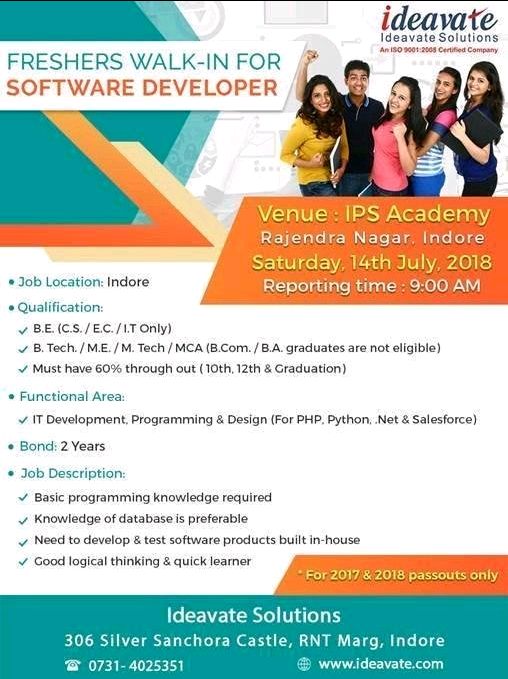 ideavate
Ideavate Solutions
An ISO 9001:2008 Certified Company
FRESHERS WALK-IN FOR
SOFTWARE DEVELOPER
Venue : IPS Academy
Rajendra Nagar, Indore
Saturday, 14th July, 2018
Reporting time : 9:00 AM
Job Location: Indore
Qualification:
B.E. (C.S. / E.C. / I.T Only)
B. Tech. / M.E. / M. Tech / MCA (B.Com. / B.A. graduates are not eligible)
Must have 60% through out ( 10th, 12th & Graduation)
Functional Area:
IT Development, Programming & Design (For PHP, Python, .Net & Salesforce)
Bond: 2 Years
Job Description:
Basic programming knowledge required
Knowledge of database is preferable
Need to develop & test software products built in-house
Good logical thinking & quick learner
* For 2017 & 2018 passouts only
Ideavate Solutions
306 Silver Sanchora Castle, RNT Marg, Indore
0731- 4025351
www.ideavate.com